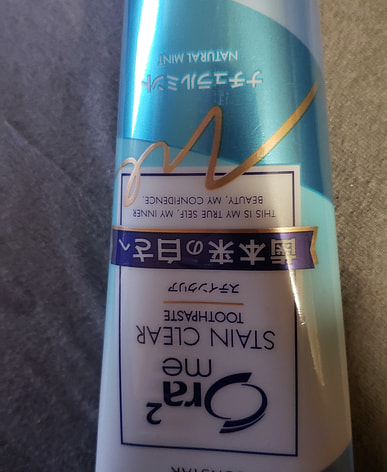 Ora²
me
STAIN CLEAR
TOOTHPASTE
ステインクリア
歯本来の白さへ
THIS IS MY TRUE SELF, MY INNER
BEAUTY, MY CONFIDENCE.
me
ナチュラルミント
NATURAL MINT